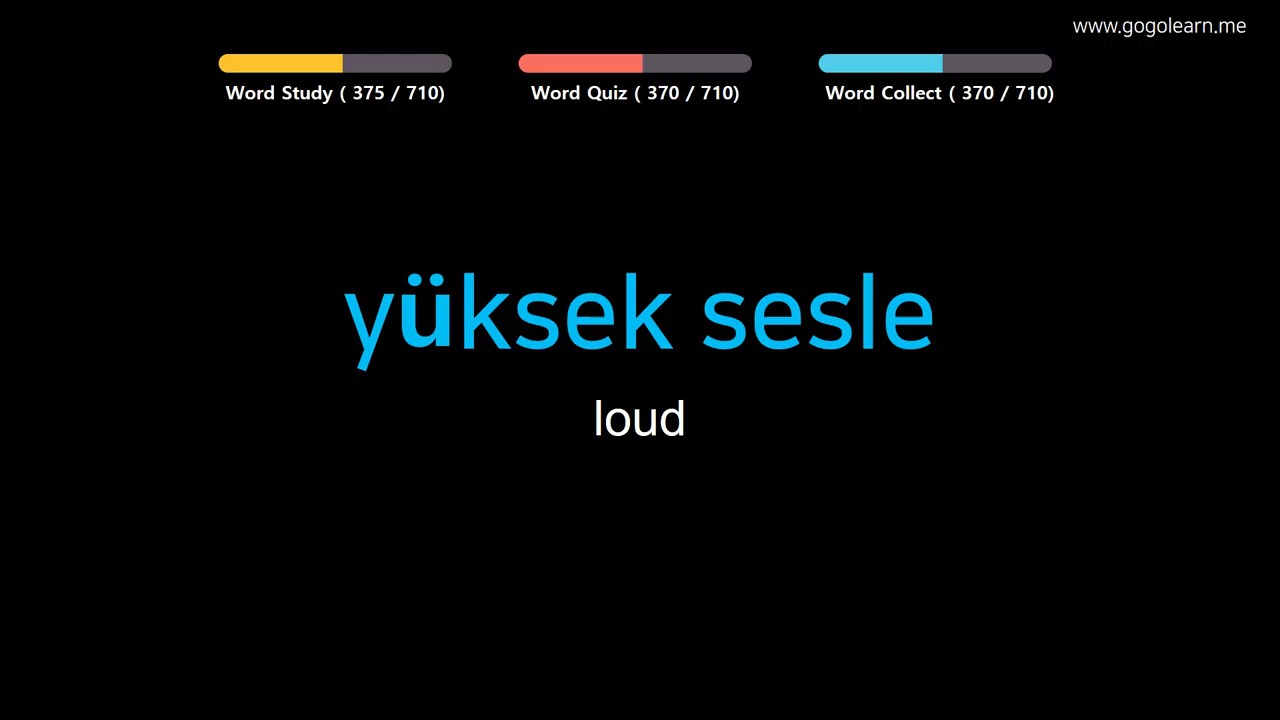 www.gogolearn.me
Word Study ( 375 / 710)
Word Quiz ( 370 / 710)
Word Collect ( 370 / 710)
yüksek sesle
loud